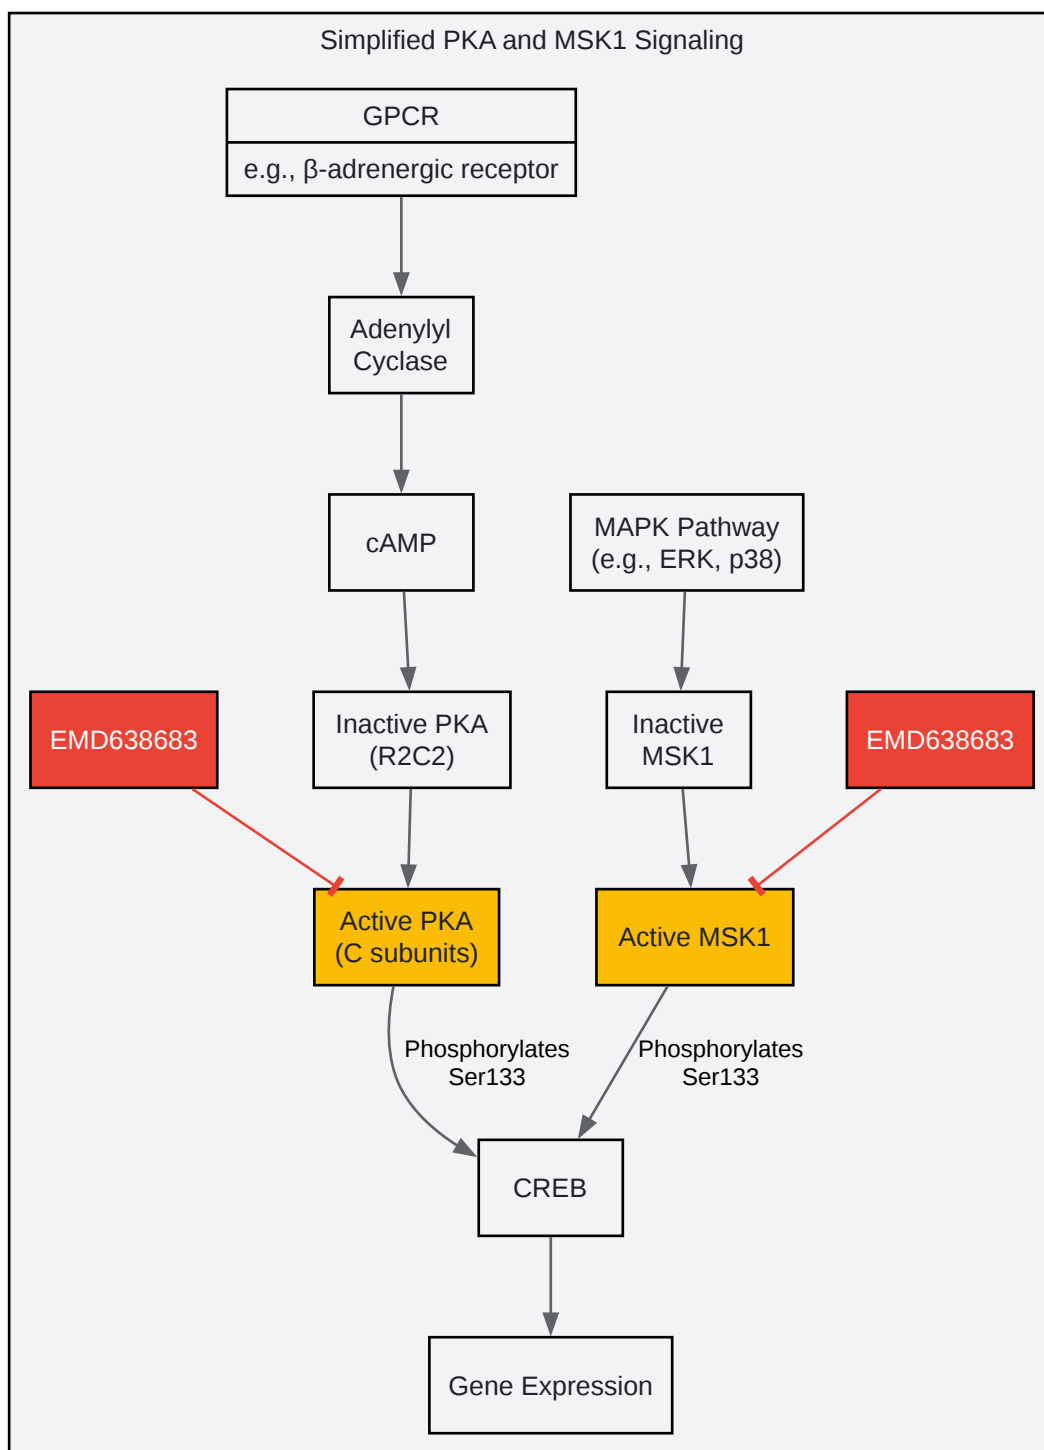 Simplified PKA and MSK1 Signaling
GPCR
e.g., β-adrenergic receptor
Adenylyl
Cyclase
cAMP
MAPK Pathway
(e.g., ERK, p38)
EMD638683
Inactive PKA
(R2C2)
Inactive
MSK1
EMD638683
Active PKA
(C subunits)
Active MSK1
Phosphorylates
Ser133
Phosphorylates
Ser133
CREB
Gene Expression